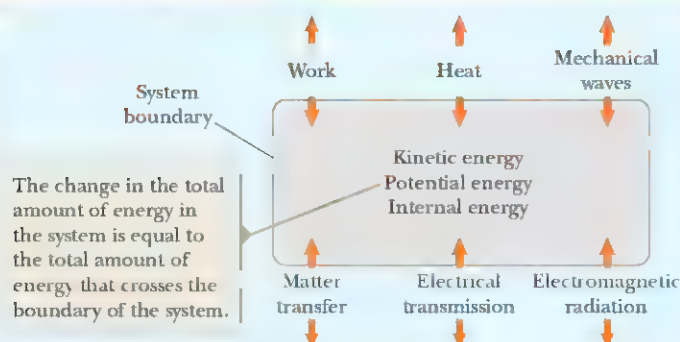 Work
Heat
Mechanical
waves
System
boundary
Kinetic energy
Potential energy
Internal energy
The change in the total
amount of energy in
the system is equal to
the total amount of
energy that crosses the
boundary of the system.
Matter
transfer
Electrical
transmission
Electromagnetic
radiation